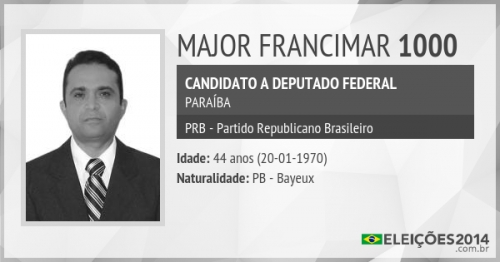 MAJOR FRANCIMAR 1000
CANDIDATO A DEPUTADO FEDERAL
PARAÍBA
PRB - Partido Republicano Brasileiro
Idade: 44 anos (20-01-1970)
Naturalidade: PB - Bayeux
ELEIÇÕES2014
.com.br